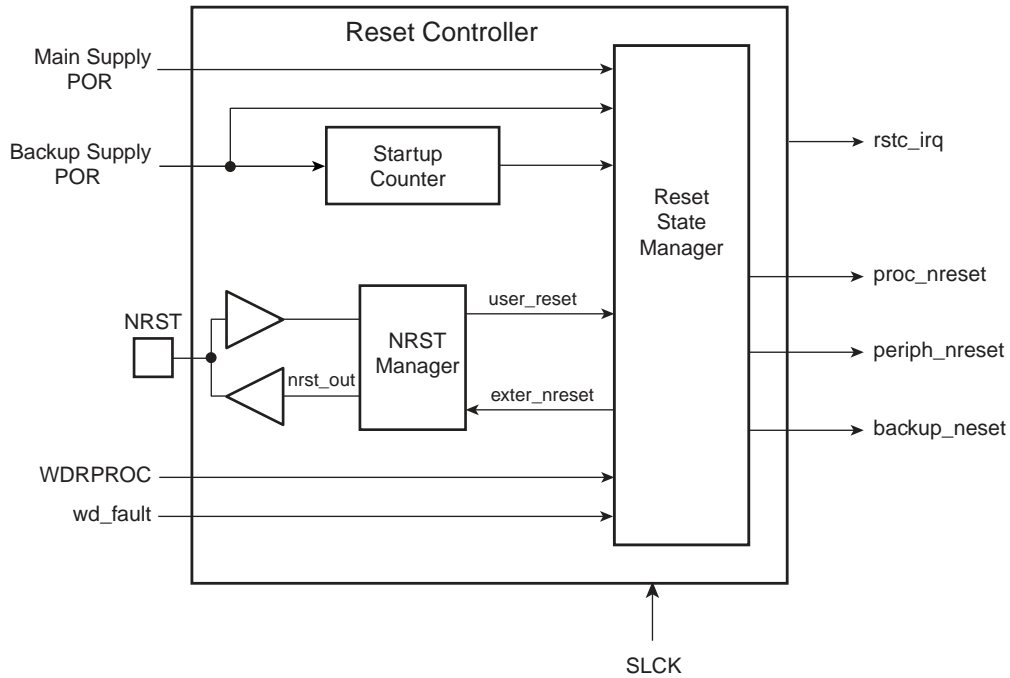 Reset Controller
Main Supply
POR
Backup Supply
POR
Startup
Counter
Reset
State
Manager
rstc_irq
proc_nreset
periph_nreset
backup_neset
NRST
NRST
Manager
user_reset
nrst_out
exter_nreset
WDRPROC
wd_fault
SLCK